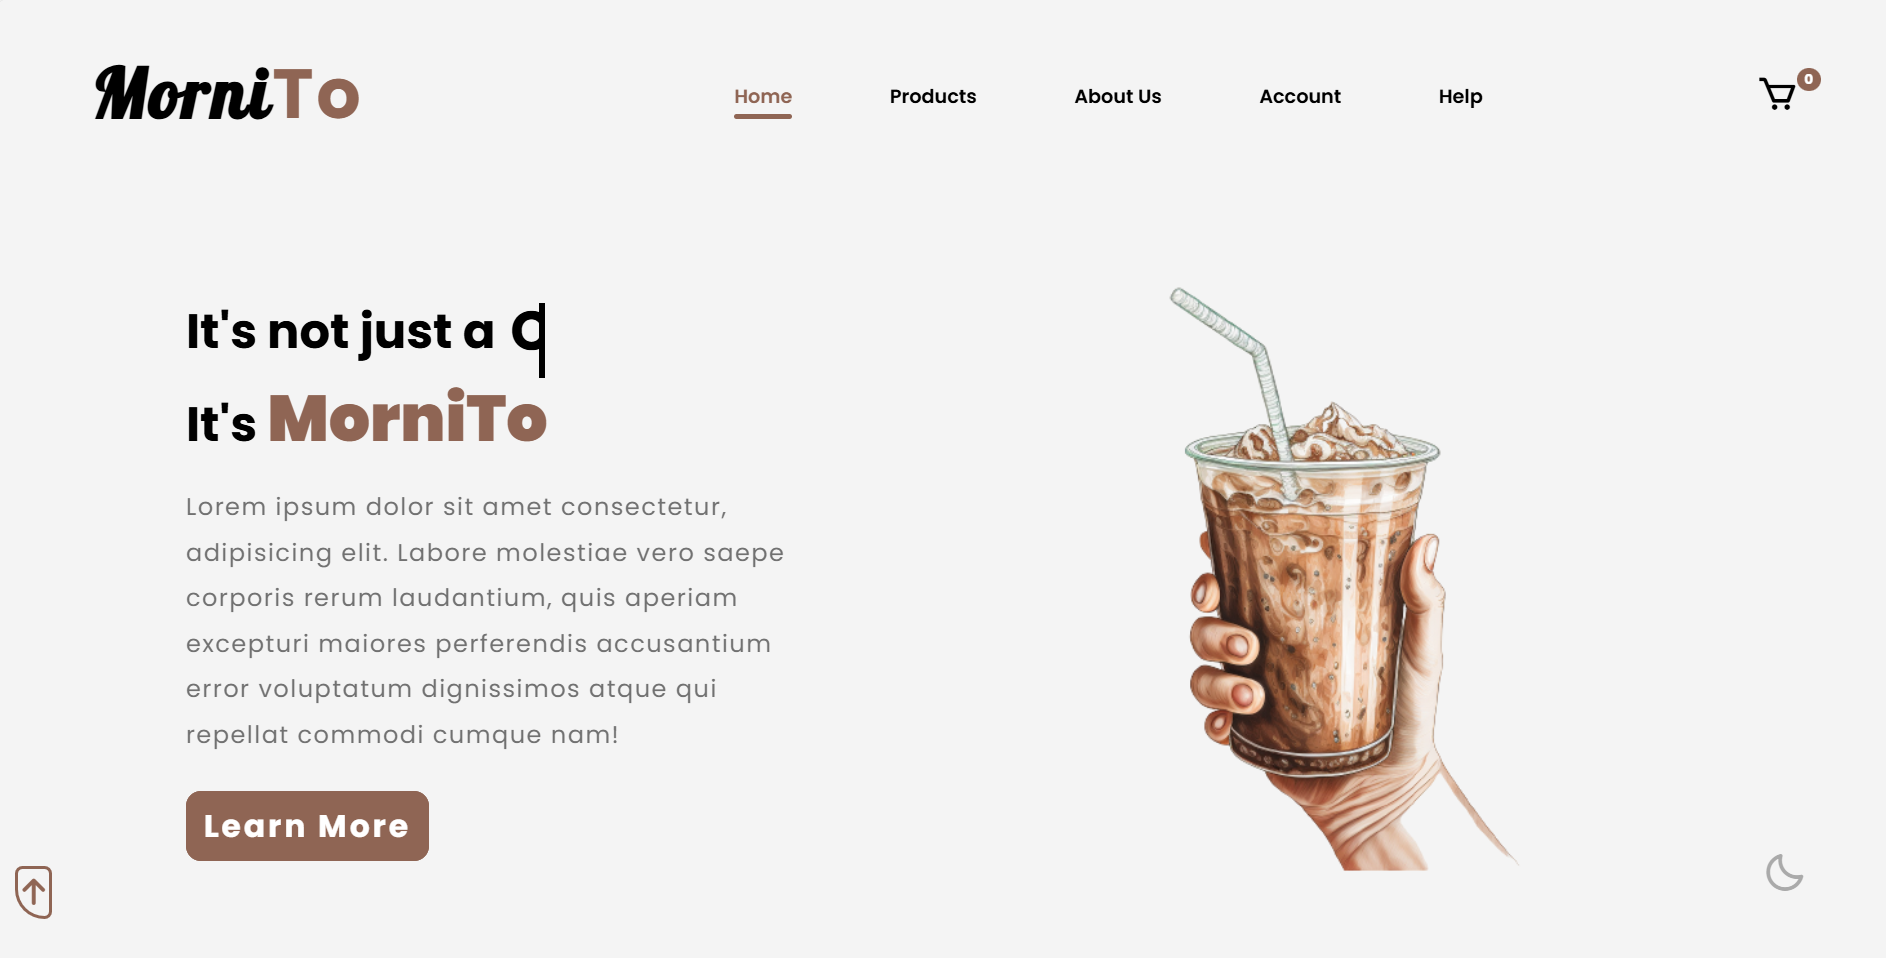 MorniTo
Home
Products
About Us
Account
Help
0
It's not just a C
It's MorniTo
Lorem ipsum dolor sit amet consectetur,
adipisicing elit. Labore molestiae vero saepe
corporis rerum laudantium, quis aperiam
excepturi maiores perferendis accusantium
error voluptatum dignissimos atque qui
repellat commodi cumque nam!
Learn More